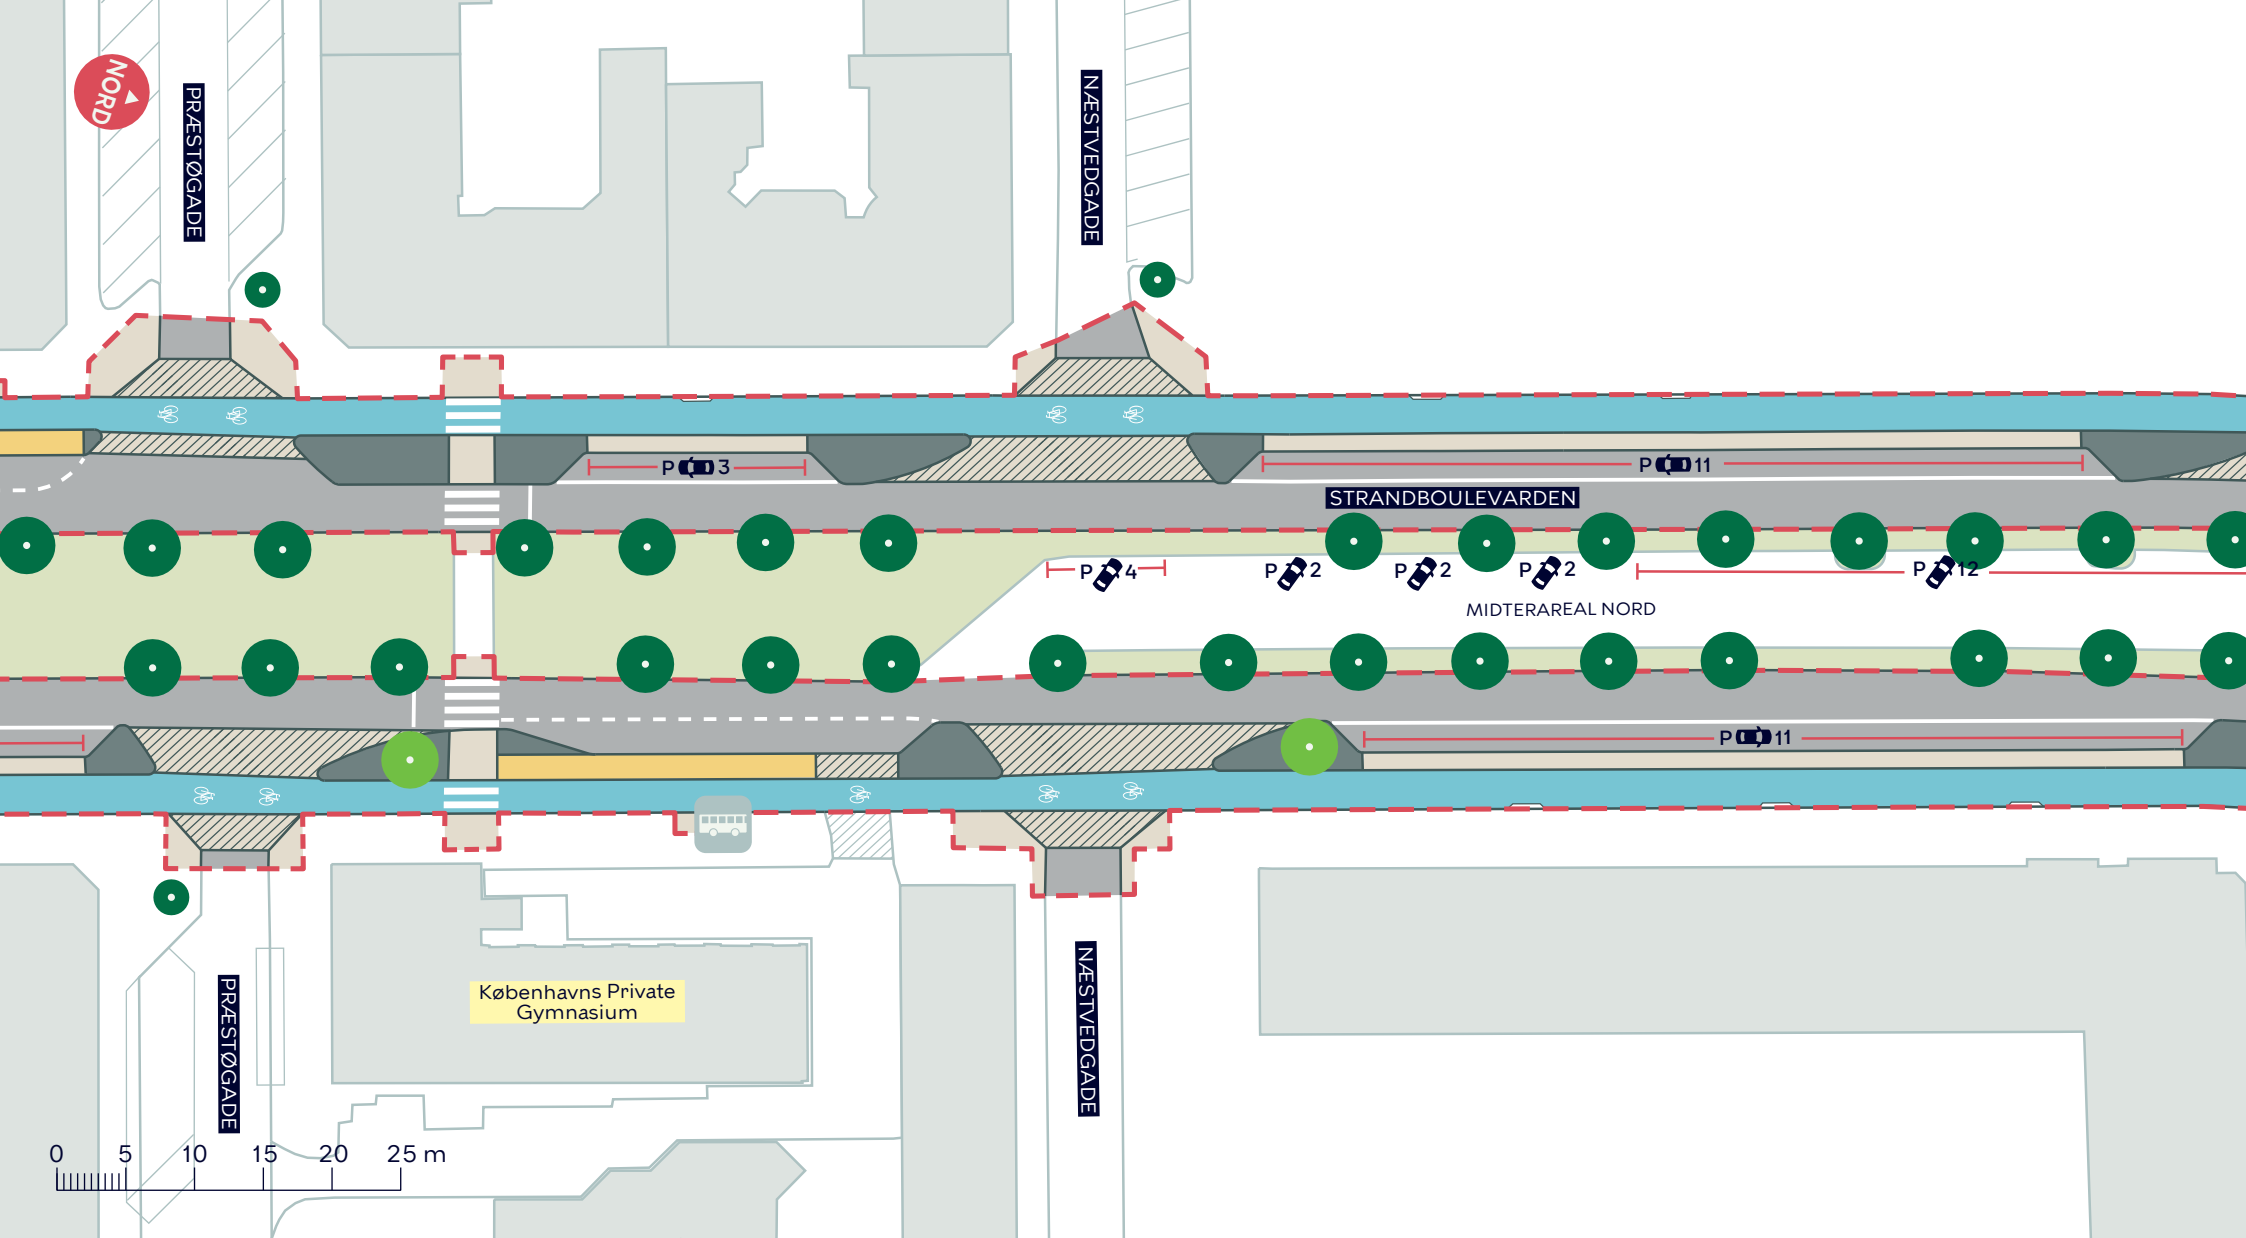 NORD
PRÆSTØGADE
NÆSTVEDGADE
P 3
P 11
STRANDBOULEVARDEN
P 4
P 2
P 2
P 2
P 12
MIDTERAREAL NORD
P 11
Københavns Private
Gymnasium
PRÆSTØGADE
NÆSTVEDGADE
0 5 10 15 20 25 m